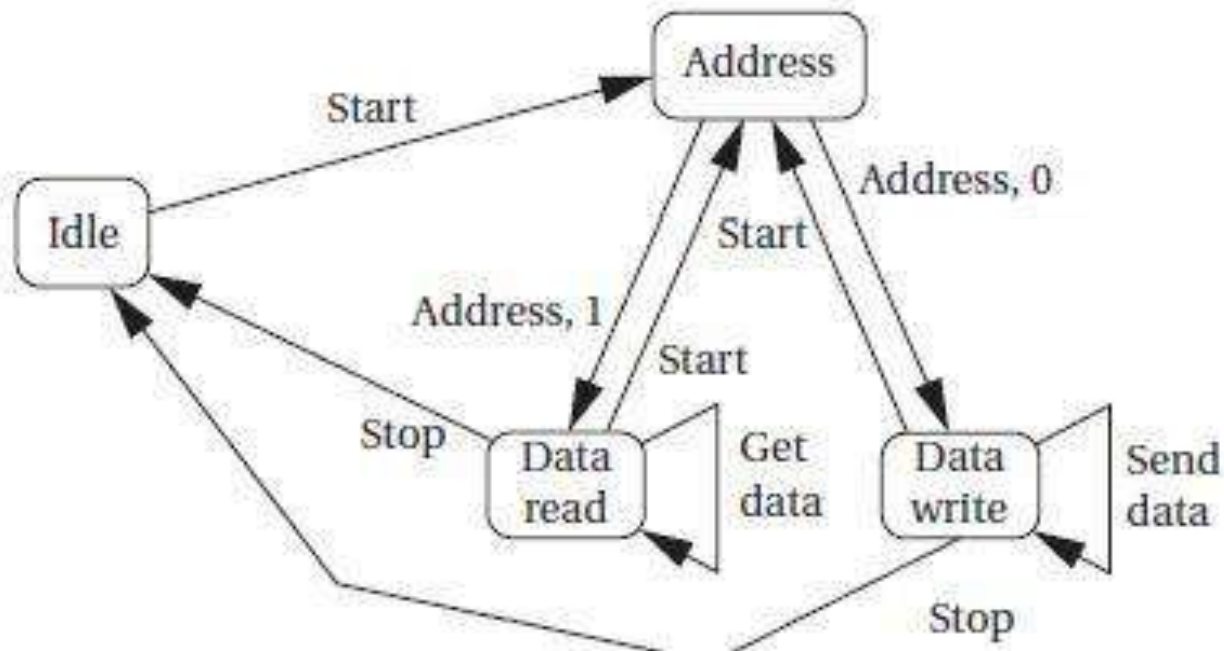 Address
Start
Address, 0
Idle
Start
Address, 1
Start
Stop
Data
read
Get
data
Data
write
Send
data
Stop